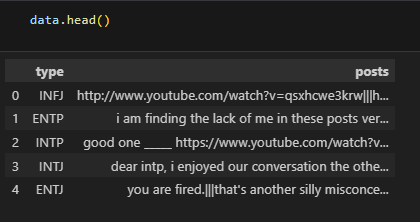 data.head()
type posts
0 INFJ http://www.youtube.com/watch?v=qsxhcwe3krw|||h...
1 ENTP i am finding the lack of me in these posts ver...
2 INTP good one _____ https://www.youtube.com/watch?v...
3 INTJ dear intp, i enjoyed our conversation the othe...
4 ENTJ you are fired.|||that's another silly misconce...